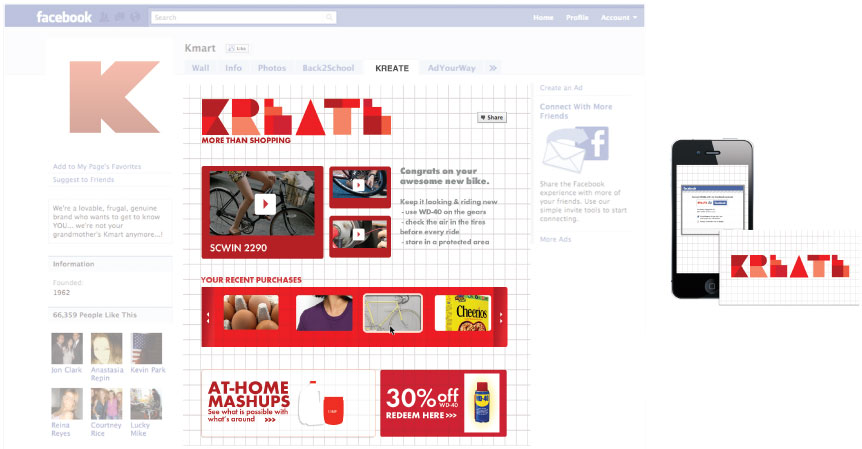 facebook
Search
Home Profile Account
Kmart
Like
Wall Info Photos Back2School KREATE AdYourWay »
KREATE
MORE THAN SHOPPING
Share
Add to My Page's Favorites
Suggest to Friends
We're a lovable, frugal, genuine
brand who wants to get to know
YOU... we're not your
grandmother's Kmart anymore...!
Information
Founded
1962
66,359 People Like This
Jon Clark
Anastasia
Repin
Kevin Park
Reina
Reyes
Courtney
Rice
Lucky
Mike
SCWIN 2290
Congrats on your
awesome new bike.
Keep it looking & riding new
- use WD-40 on the gears
- check the air in the tires
before every ride
- store in a protected area
YOUR RECENT PURCHASES
Cheerios
AT-HOME
MASHUPS
See what is possible with
what's around >>>
30% off
WD-40
REDEEM HERE >>>
WD-40
Create an Ad
Connect With More
Friends
Share the Facebook
experience with more of
your friends. Use our
simple invite tools to start
connecting.
More Ads
KREATE